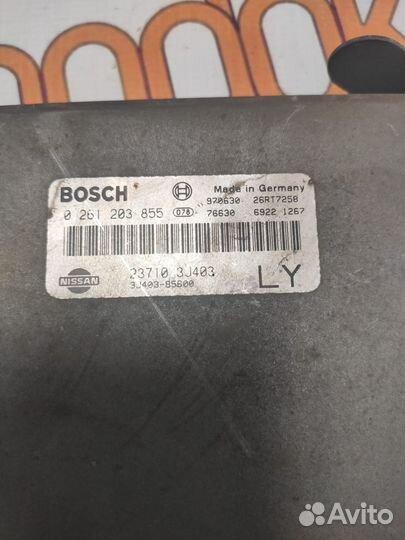 BOSCH Made in Germany
0 261 203 855 078 970630 26RT7258
76630 6922 1267
NISSAN 23710 3J403 LY
3J403-85600
Avito